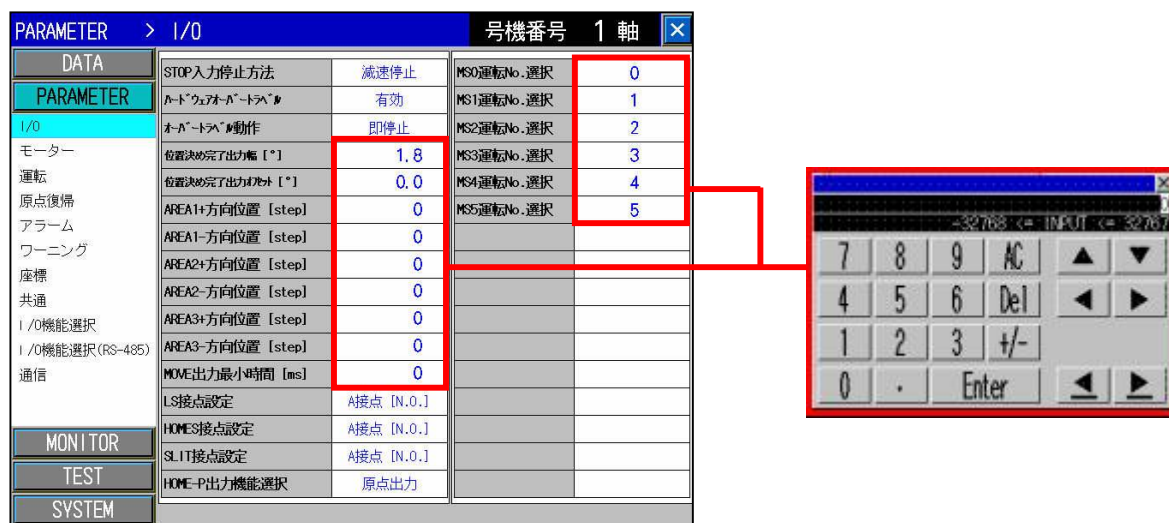 PARAMETER > I/O 号機番号 1 軸 ×
DATA
PARAMETER
I/O
モーター
運転
原点復帰
アラーム
ワーニング
座標
共通
I/O機能選択
I/O機能選択(RS-485)
通信
MONITOR
TEST
SYSTEM
STOP入力停止方法 減速停止
ハードウェアオーバートラベル 有効
オーバートラベル動作 即停止
位置決め完了出力幅 [°] 1.8
位置決め完了出力オフセット [°] 0.0
AREA1+方向位置 [step] 0
AREA1-方向位置 [step] 0
AREA2+方向位置 [step] 0
AREA2-方向位置 [step] 0
AREA3+方向位置 [step] 0
AREA3-方向位置 [step] 0
MOVE出力最小時間 [ms] 0
LS接点設定 A接点 [N.O.]
HOMES接点設定 A接点 [N.O.]
SLIT接点設定 A接点 [N.O.]
HOME-P出力機能選択 原点出力
MS0運転No.選択 0
MS1運転No.選択 1
MS2運転No.選択 2
MS3運転No.選択 3
MS4運転No.選択 4
MS5運転No.選択 5
0
-32768 <= INPUT <= 32767
7 8 9 AC ▲ ▼
4 5 6 Del ◀ ▶
1 2 3 +/-
0 . Enter ◀ ▶